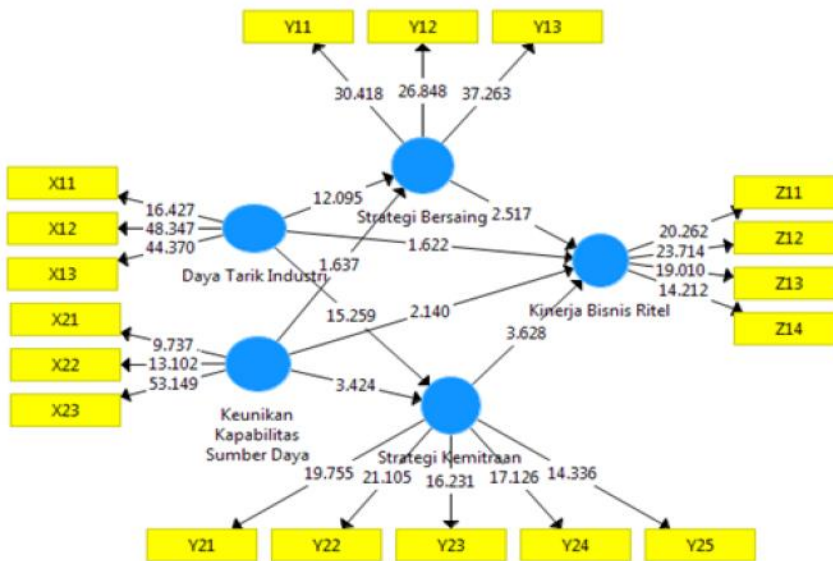 Y11
Y12
Y13
30.418
26.848
37.263
X11
X12
X13
16.427
48.347
44.370
Daya Tarik Industri
12.095
Strategi Bersaing
2.517
1.622
1.637
Z11
Z12
Z13
Z14
20.262
23.714
19.010
14.212
Kinerja Bisnis Ritel
X21
X22
X23
9.737
13.102
53.149
15.259
2.140
3.628
3.424
Keunikan
Kapabilitas
Sumber Daya
Strategi Kemitraan
19.755
21.105
16.231
17.126
14.336
Y21
Y22
Y23
Y24
Y25